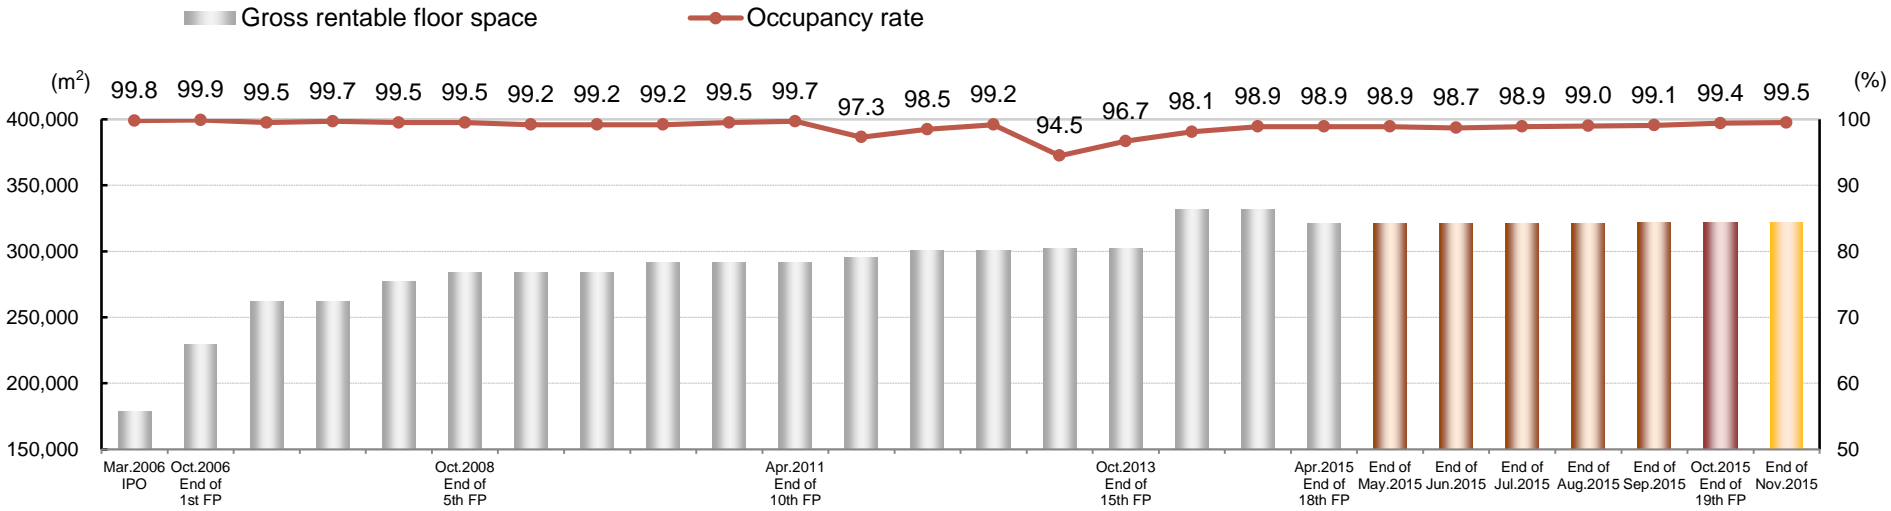 Gross rentable floor space
Occupancy rate
(m2)
(%)
99.8 99.9 99.5 99.7 99.5 99.5 99.2 99.2 99.2 99.5 99.7 97.3 98.5 99.2 94.5 96.7 98.1 98.9 98.9 98.9 98.7 98.9 99.0 99.1 99.4 99.5
400,000
350,000
300,000
250,000
200,000
150,000
100
90
80
70
60
50
Mar.2006
IPO
Oct.2006
End of
1st FP
Oct.2008
End of
5th FP
Apr.2011
End of
10th FP
Oct.2013
End of
15th FP
Apr.2015
End of
18th FP
End of
May.2015
End of
Jun.2015
End of
Jul.2015
End of
Aug.2015
End of
Sep.2015
Oct.2015
End of
19th FP
End of
Nov.2015